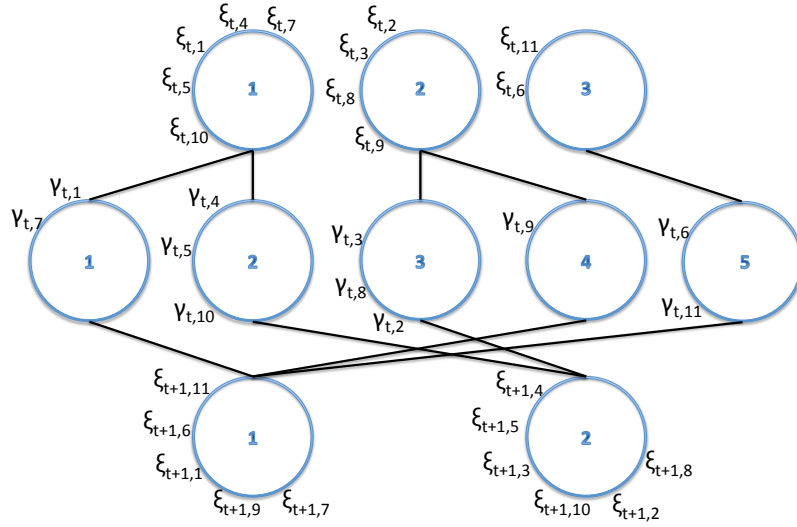 ξt,4 ξt,7 ξt,2
ξt,1 ξt,3 ξt,11
ξt,5 1 ξt,8 2 ξt,6 3
ξt,10 ξt,9
γt,1 γt,4 γt,9
γt,7 γt,5 γt,3 γt,6
1 2 3 4 5
γt,10 γt,8 γt,11
γt,2
ξt+1,11 ξt+1,4
ξt+1,6 1 ξt+1,5 2
ξt+1,1 ξt+1,3 ξt+1,8
ξt+1,9 ξt+1,7 ξt+1,10 ξt+1,2